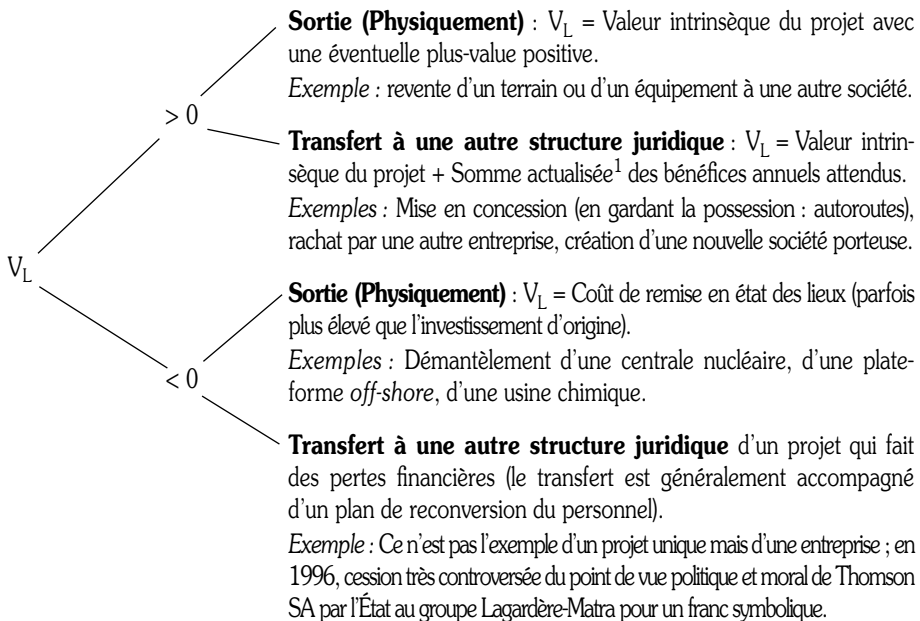 Sortie (Physiquement) : V_L = Valeur intrinsèque du projet avec
une éventuelle plus-value positive.
Exemple : revente d'un terrain ou d'un équipement à une autre société.
> 0
Transfert à une autre structure juridique : V_L = Valeur intrin-
sèque du projet + Somme actualisée¹ des bénéfices annuels attendus.
Exemples : Mise en concession (en gardant la possession : autoroutes),
rachat par une autre entreprise, création d'une nouvelle société porteuse.
V_L
Sortie (Physiquement) : V_L = Coût de remise en état des lieux (parfois
plus élevé que l'investissement d'origine).
Exemples : Démantèlement d'une centrale nucléaire, d'une plate-
forme off-shore, d'une usine chimique.
< 0
Transfert à une autre structure juridique d'un projet qui fait
des pertes financières (le transfert est généralement accompagné
d'un plan de reconversion du personnel).
Exemple : Ce n'est pas l'exemple d'un projet unique mais d'une entreprise ; en
1996, cession très controversée du point de vue politique et moral de Thomson
SA par l'État au groupe Lagardère-Matra pour un franc symbolique.